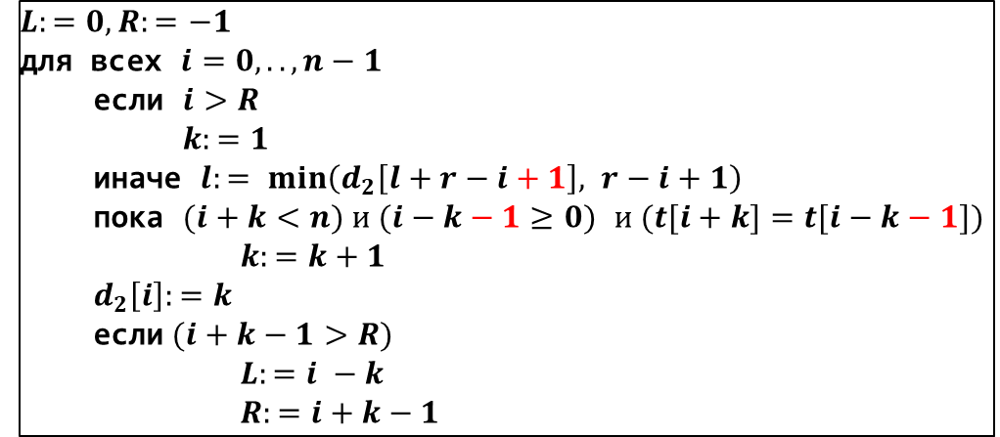 L: = 0, R: = −1
для всех i = 0,..,n − 1
если i > R
k: = 1
иначе l: = min(d₂[l + r − i + 1], r − i + 1)
пока (i + k < n) и (i − k − 1 ≥ 0) и (t[i + k] = t[i − k − 1])
k: = k + 1
d₂[i]: = k
если (i + k − 1 > R)
L: = i − k
R: = i + k − 1